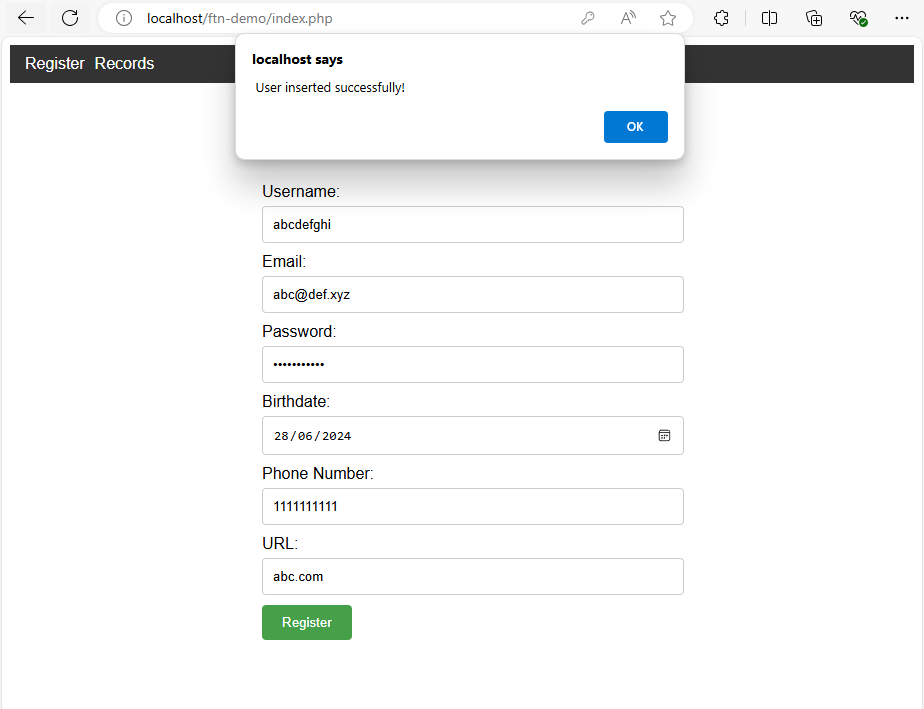 localhost/ftn-demo/index.php
Register Records
localhost says
User inserted successfully!
OK
Username:
abcdefghi
Email:
abc@def.xyz
Password:
•••••••••••
Birthdate:
28/06/2024
Phone Number:
1111111111
URL:
abc.com
Register